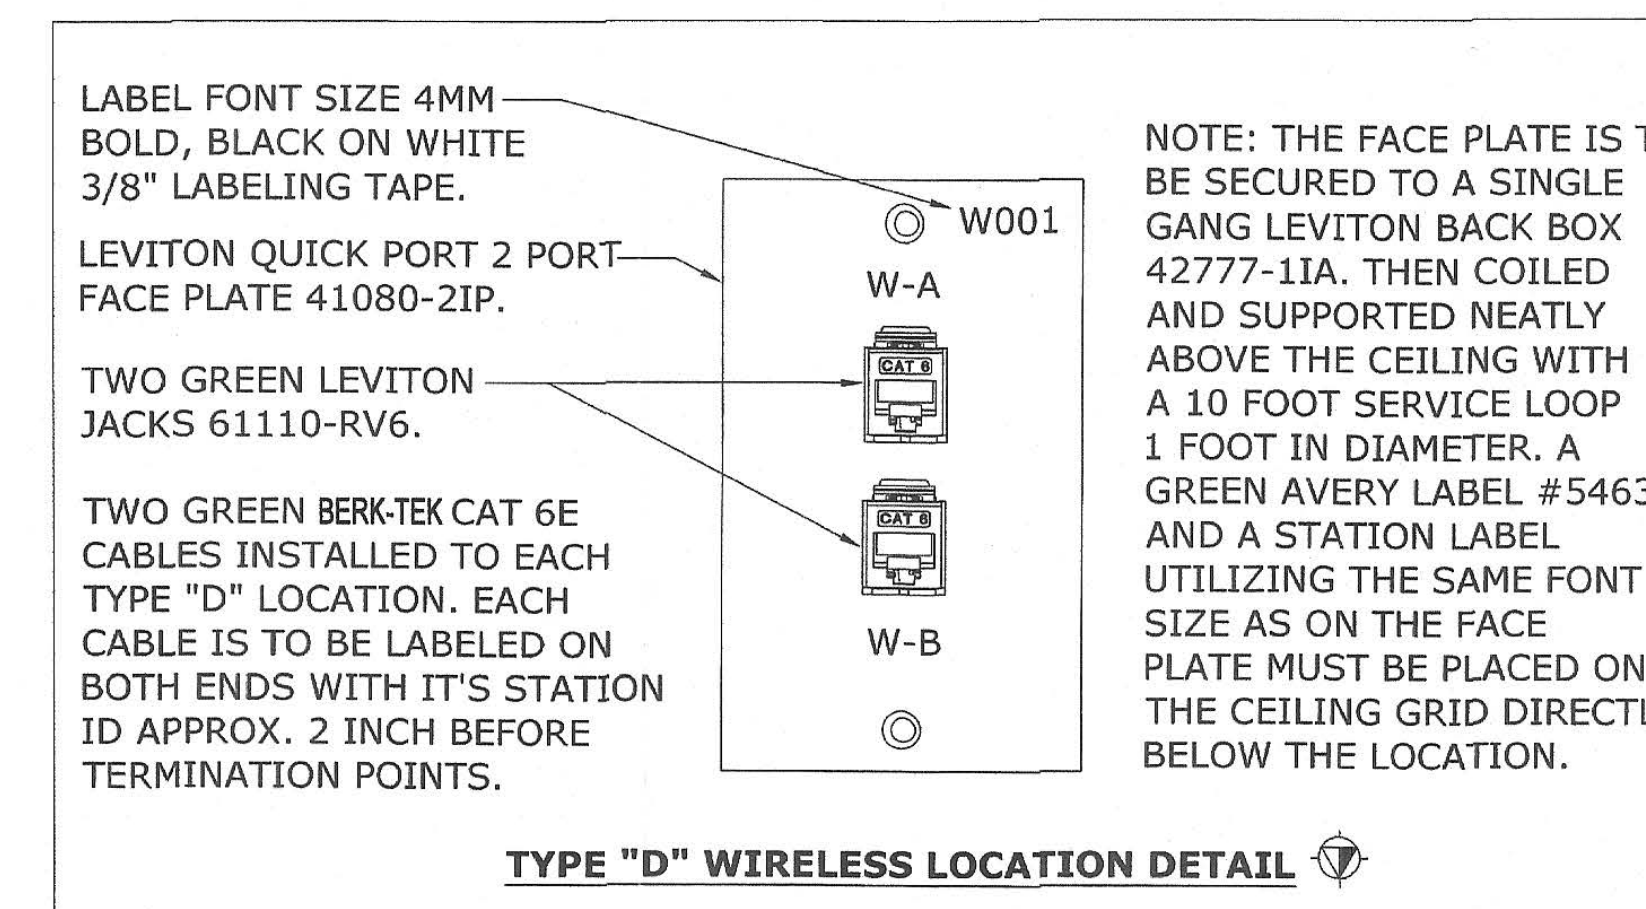 LABEL FONT SIZE 4MM
BOLD, BLACK ON WHITE
3/8" LABELING TAPE.
LEVITON QUICK PORT 2 PORT
FACE PLATE 41080-2IP.
TWO GREEN LEVITON
JACKS 61110-RV6.
TWO GREEN BERK-TEK CAT 6E
CABLES INSTALLED TO EACH
TYPE "D" LOCATION. EACH
CABLE IS TO BE LABELED ON
BOTH ENDS WITH IT'S STATION
ID APPROX. 2 INCH BEFORE
TERMINATION POINTS.
W001
W-A
CAT 6
CAT 6
W-B
NOTE: THE FACE PLATE IS
BE SECURED TO A SINGLE
GANG LEVITON BACK BOX
42777-1IA. THEN COILED
AND SUPPORTED NEATLY
ABOVE THE CEILING WITH
A 10 FOOT SERVICE LOOP
1 FOOT IN DIAMETER. A
GREEN AVERY LABEL #5463
AND A STATION LABEL
UTILIZING THE SAME FONT
SIZE AS ON THE FACE
PLATE MUST BE PLACED ON
THE CEILING GRID DIRECTL
BELOW THE LOCATION.
TYPE "D" WIRELESS LOCATION DETAIL